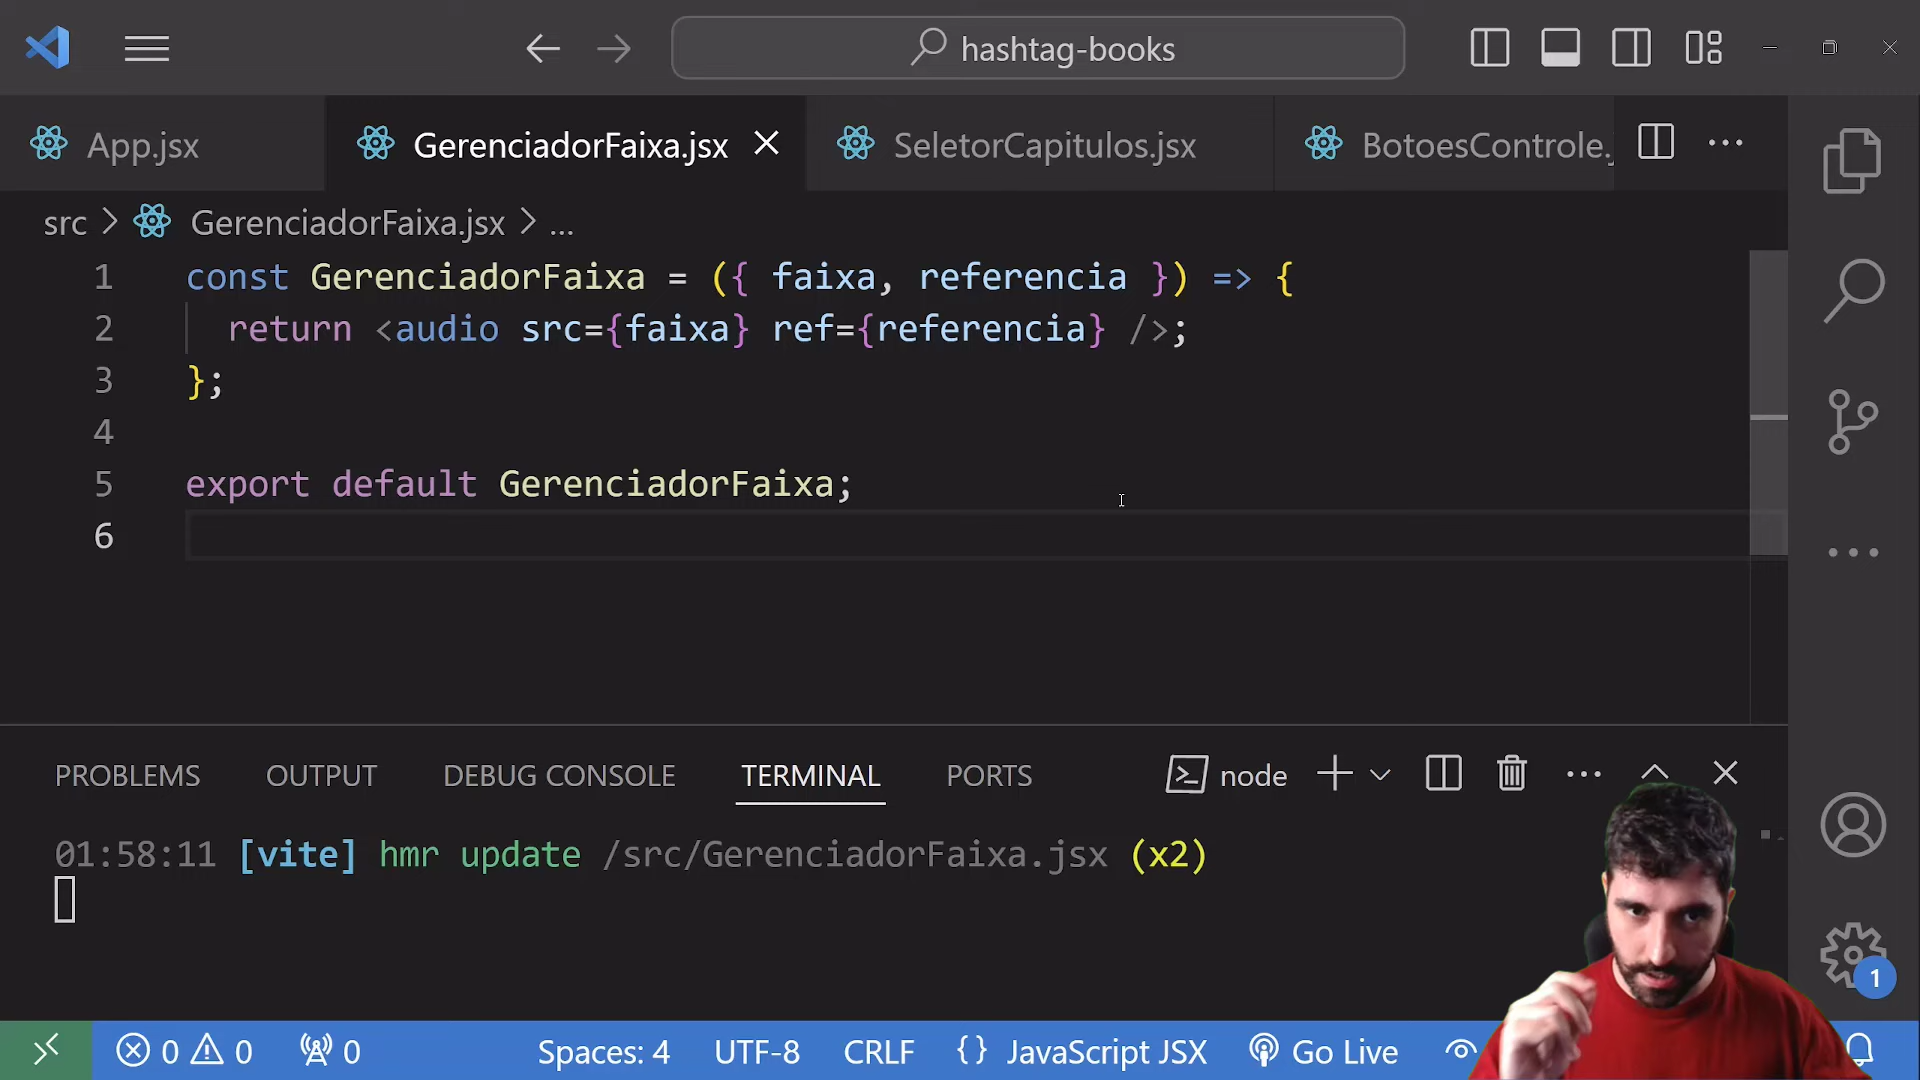 hashtag-books
App.jsx
GerenciadorFaixa.jsx
SeletorCapitulos.jsx
BotoesControle.j
src > GerenciadorFaixa.jsx > ...
1 const GerenciadorFaixa = ({ faixa, referencia }) => {
2 return <audio src={faixa} ref={referencia} />;
3 };
4
5 export default GerenciadorFaixa;
6
PROBLEMS OUTPUT DEBUG CONSOLE TERMINAL PORTS node
01:58:11 [vite] hmr update /src/GerenciadorFaixa.jsx (x2)
1
0 0 0 Spaces: 4 UTF-8 CRLF {} JavaScript JSX Go Live